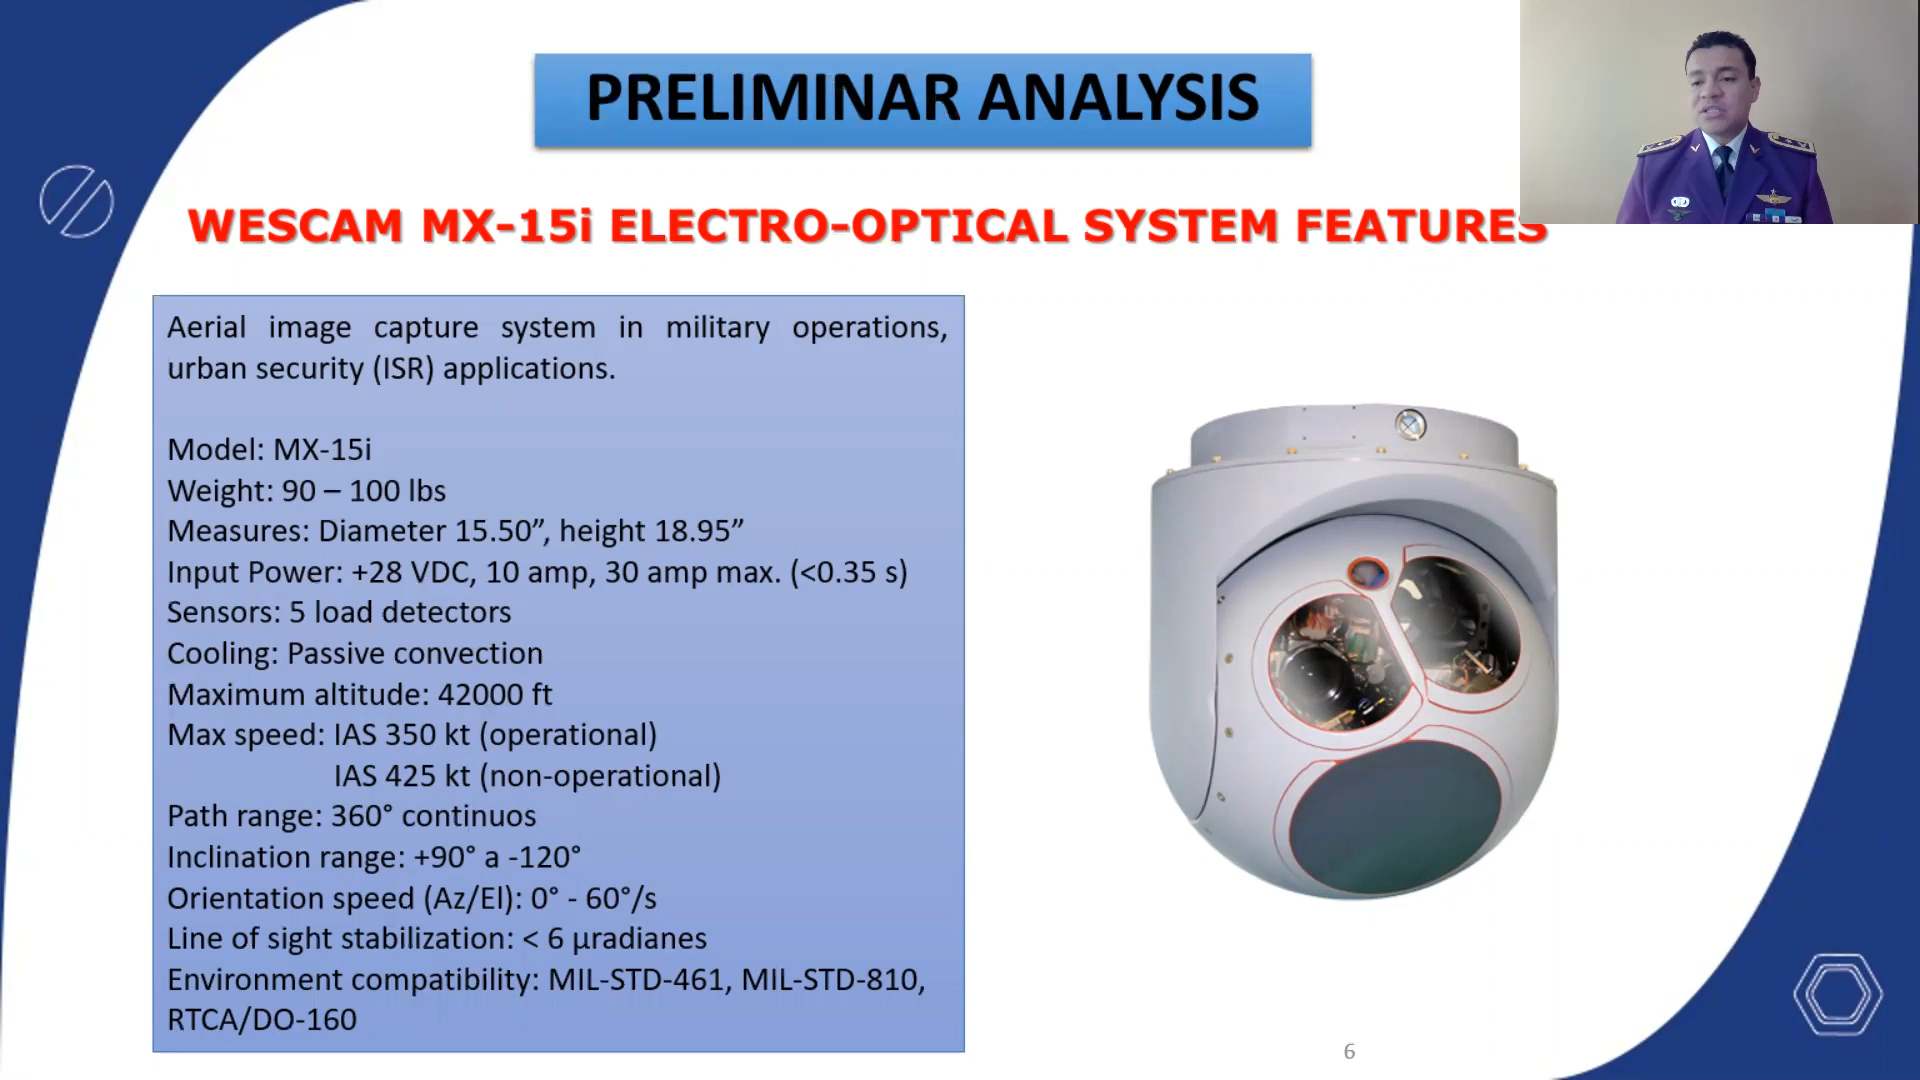 PRELIMINAR ANALYSIS
WESCAM MX-15i ELECTRO-OPTICAL SYSTEM FEATURES
Aerial image capture system in military operations,
urban security (ISR) applications.
Model: MX-15i
Weight: 90 – 100 lbs
Measures: Diameter 15.50”, height 18.95”
Input Power: +28 VDC, 10 amp, 30 amp max. (<0.35 s)
Sensors: 5 load detectors
Cooling: Passive convection
Maximum altitude: 42000 ft
Max speed: IAS 350 kt (operational)
IAS 425 kt (non-operational)
Path range: 360° continuos
Inclination range: +90° a -120°
Orientation speed (Az/El): 0° - 60°/s
Line of sight stabilization: < 6 μradianes
Environment compatibility: MIL-STD-461, MIL-STD-810,
RTCA/DO-160
6